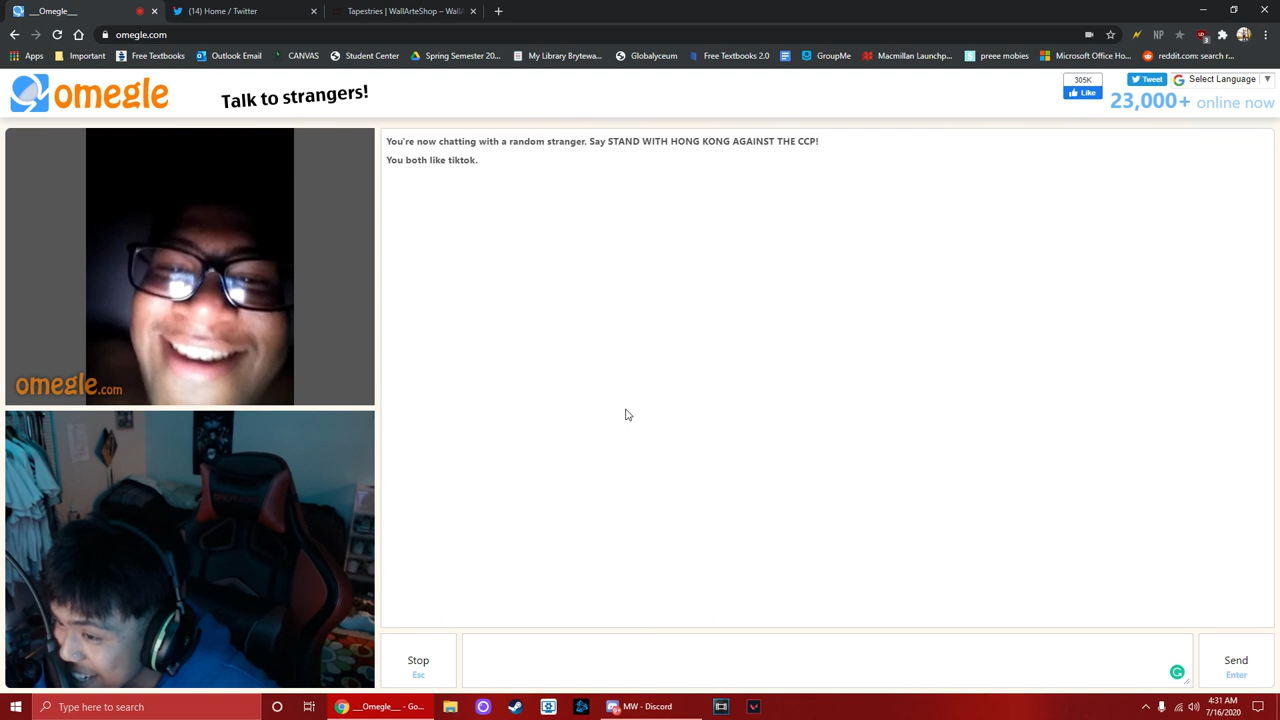 __Omegle__
(14) Home / Twitter
Tapestries | WallArteShop – WallA
omegle.com
Apps
Important
Free Textbooks
Outlook Email
CANVAS
Student Center
Spring Semester 20...
My Library Brytewa...
Globalyceum
Free Textbooks 2.0
GroupMe
Macmillan Launchp...
preee mobies
Microsoft Office Ho...
reddit.com: search r...
NP
3
omegle
Talk to strangers!
305K
Like
Tweet
Select Language ▼
23,000+ online now
You're now chatting with a random stranger. Say STAND WITH HONG KONG AGAINST THE CCP!
You both like tiktok.
omegle.com
Stop
Esc
Send
Enter
Type here to search
__Omegle__ - Go...
MW - Discord
4:31 AM
7/16/2020